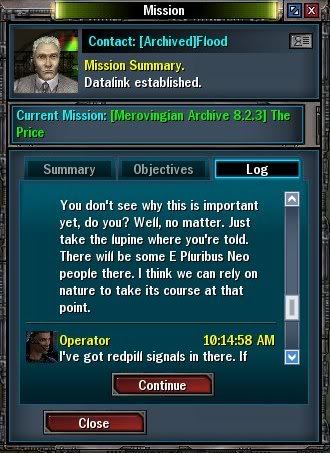 Mission
Contact: [Archived]Flood
Mission Summary.
Datalink established.
Current Mission: [Merovingian Archive 8.2.3] The
Price
Summary
Objectives
Log
You don't see why this is important
yet, do you? Well, no matter. Just
take the lupine where you're told.
There will be some E Pluribus Neo
people there. I think we can rely on
nature to take its course at that
point.
Operator 10:14:58 AM
I've got redpill signals in there. If
Continue
Close